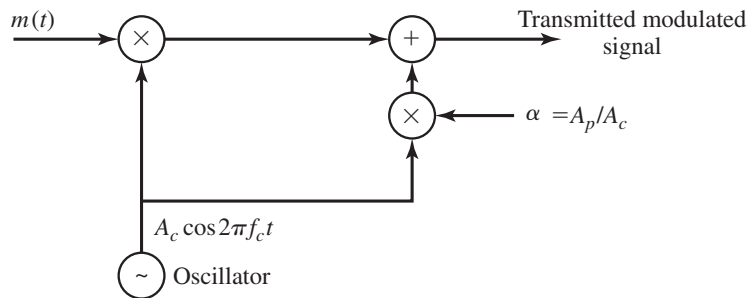 m(t)
×
+
Transmitted modulated
signal
×
α = A_p/A_c
A_c cos 2πf_c t
~
Oscillator